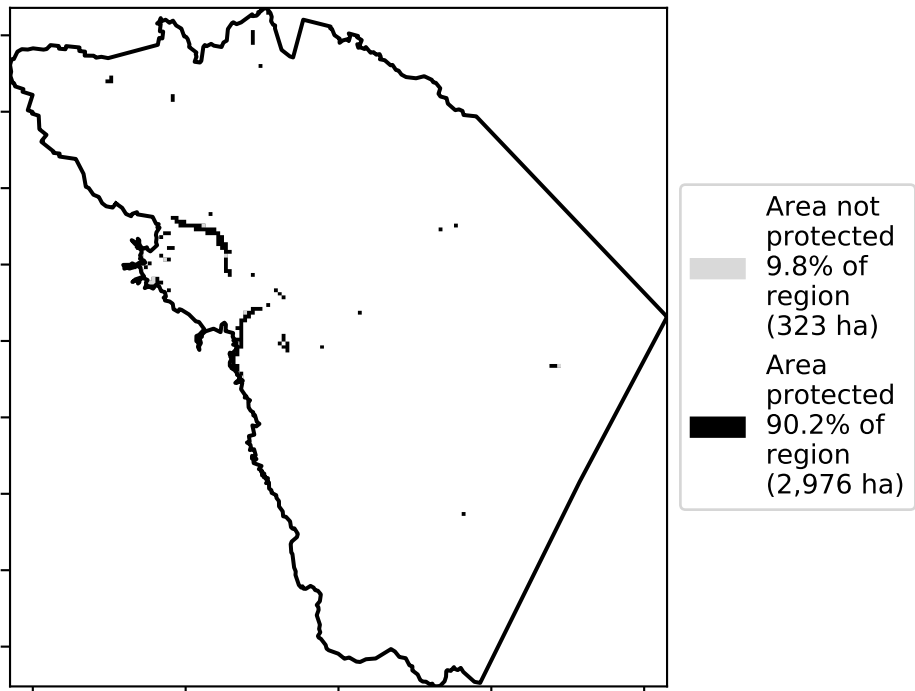 Area not
protected
9.8% of
region
(323 ha)
Area
protected
90.2% of
region
(2,976 ha)